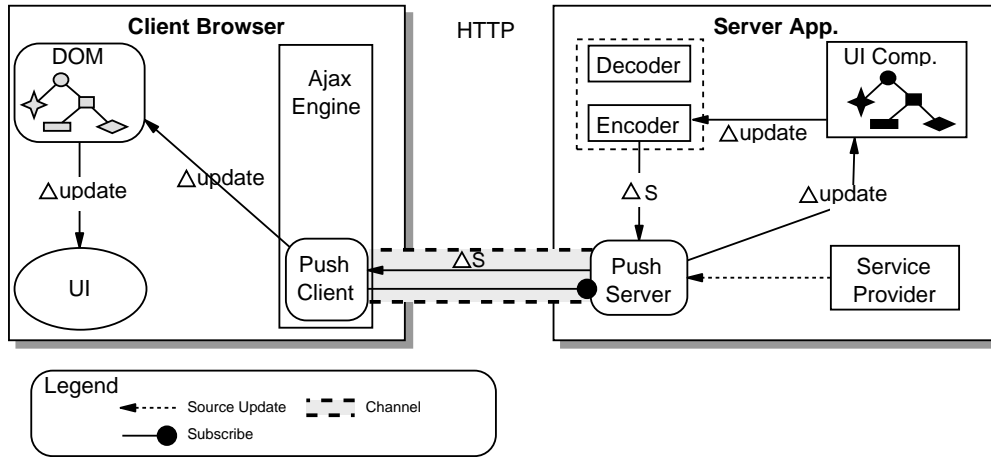 Client Browser
HTTP
Server App.
DOM
Ajax
Engine
Decoder
UI Comp.
Encoder
△update
△update
△update
△S
△update
UI
Push
Client
△S
Push
Server
Service
Provider
Legend
Source Update
Channel
Subscribe